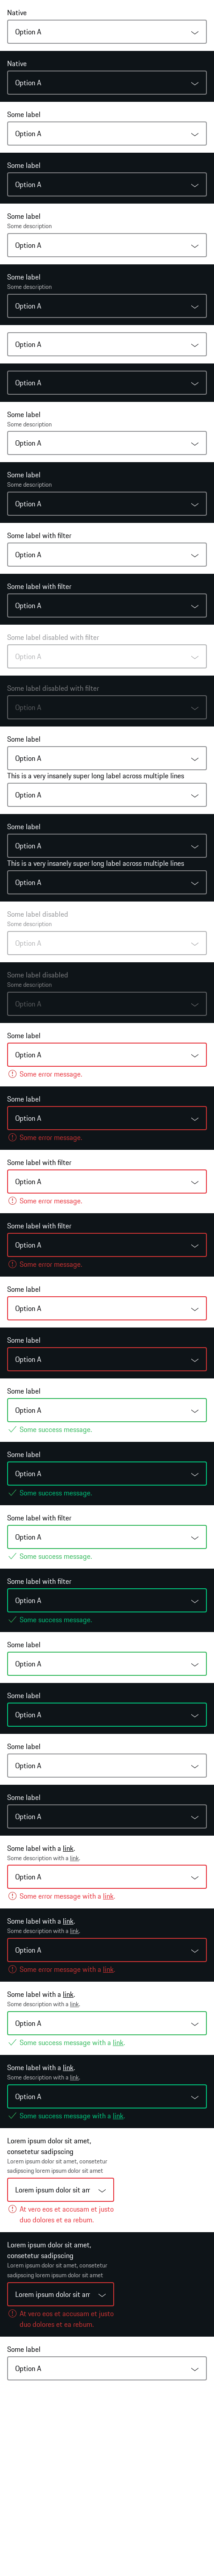 Native
Option A
Native
Option A
Some label
Option A
Some label
Option A
Some label
Some description
Option A
Some label
Some description
Option A
Option A
Option A
Some label
Some description
Option A
Some label
Some description
Option A
Some label with filter
Option A
Some label with filter
Option A
Some label disabled with filter
Option A
Some label disabled with filter
Option A
Some label
Option A
This is a very insanely super long label across multiple lines
Option A
Some label
Option A
This is a very insanely super long label across multiple lines
Option A
Some label disabled
Some description
Option A
Some label disabled
Some description
Option A
Some label
Option A
Some error message.
Some label
Option A
Some error message.
Some label with filter
Option A
Some error message.
Some label with filter
Option A
Some error message.
Some label
Option A
Some label
Option A
Some label
Option A
Some success message.
Some label
Option A
Some success message.
Some label with filter
Option A
Some success message.
Some label with filter
Option A
Some success message.
Some label
Option A
Some label
Option A
Some label
Option A
Some label
Option A
Some label with a link.
Some description with a link.
Option A
Some error message with a link.
Some label with a link.
Some description with a link.
Option A
Some error message with a link.
Some label with a link.
Some description with a link.
Option A
Some success message with a link.
Some label with a link.
Some description with a link.
Option A
Some success message with a link.
Lorem ipsum dolor sit amet,
consetetur sadipscing
Lorem ipsum dolor sit amet, consetetur
sadipscing lorem ipsum dolor sit amet
Lorem ipsum dolor sit
At vero eos et accusam et justo
duo dolores et ea rebum.
Lorem ipsum dolor sit amet,
consetetur sadipscing
Lorem ipsum dolor sit amet, consetetur
sadipscing lorem ipsum dolor sit amet
Lorem ipsum dolor sit
At vero eos et accusam et justo
duo dolores et ea rebum.
Some label
Option A